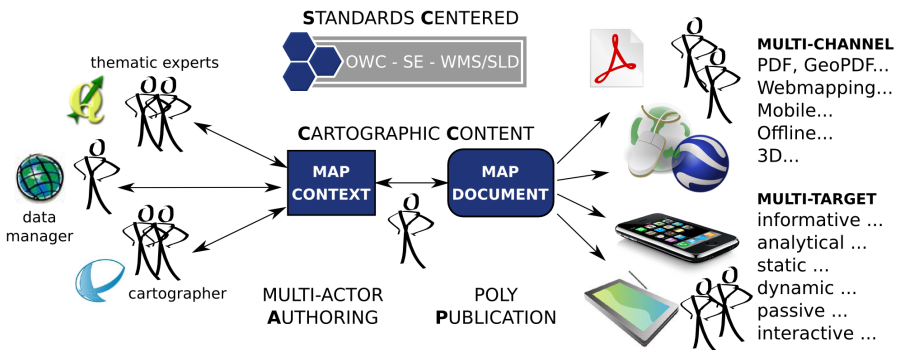 STANDARDS CENTERED
OWC - SE - WMS/SLD
thematic experts
CARTOGRAPHIC CONTENT
MAP
CONTEXT
MAP
DOCUMENT
data
manager
cartographer
MULTI-ACTOR
AUTHORING
POLY
PUBLICATION
MULTI-CHANNEL
PDF, GeoPDF...
Webmapping...
Mobile...
Offline...
3D...
MULTI-TARGET
informative ...
analytical ...
static ...
dynamic ...
passive ...
interactive ...